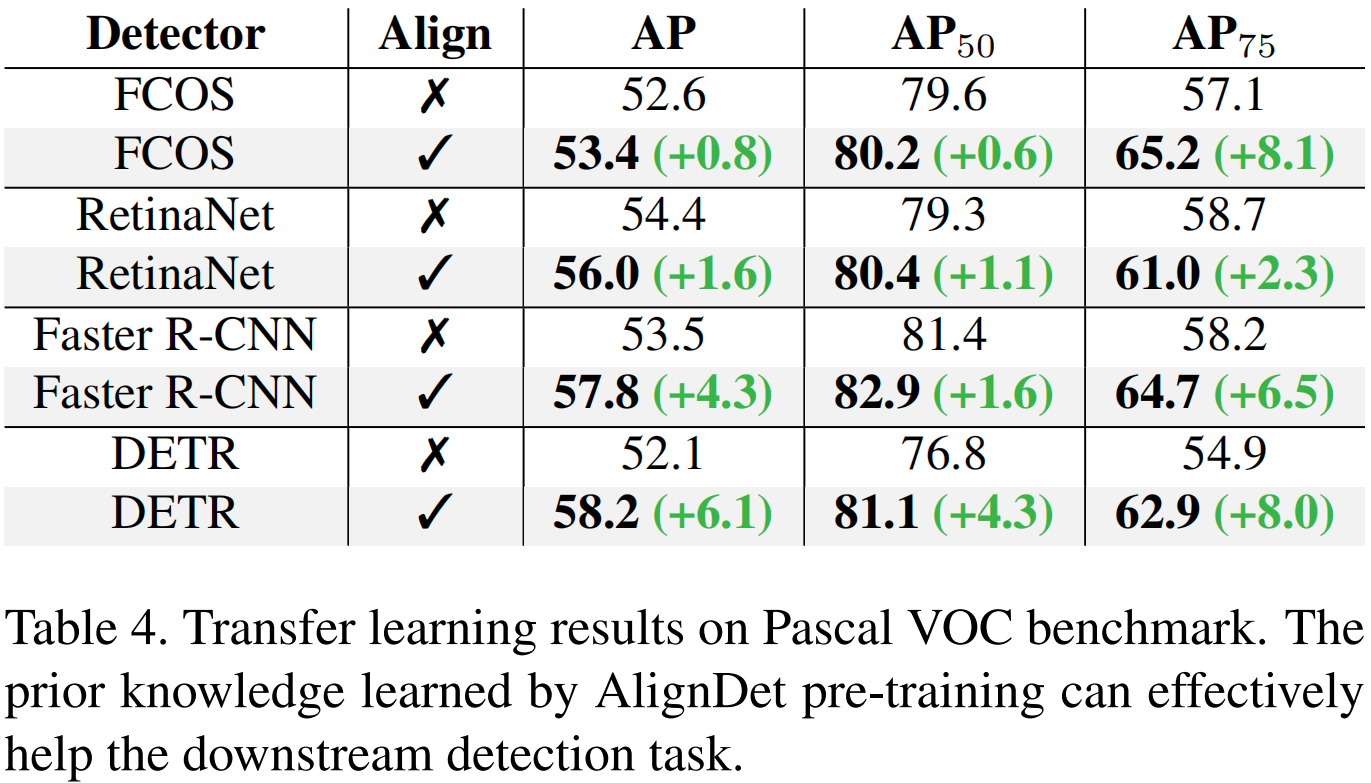 Detector Align AP AP50 AP75
FCOS ✗ 52.6 79.6 57.1
FCOS ✓ 53.4 (+0.8) 80.2 (+0.6) 65.2 (+8.1)
RetinaNet ✗ 54.4 79.3 58.7
RetinaNet ✓ 56.0 (+1.6) 80.4 (+1.1) 61.0 (+2.3)
Faster R-CNN ✗ 53.5 81.4 58.2
Faster R-CNN ✓ 57.8 (+4.3) 82.9 (+1.6) 64.7 (+6.5)
DETR ✗ 52.1 76.8 54.9
DETR ✓ 58.2 (+6.1) 81.1 (+4.3) 62.9 (+8.0)
Table 4. Transfer learning results on Pascal VOC benchmark. The
prior knowledge learned by AlignDet pre-training can effectively
help the downstream detection task.